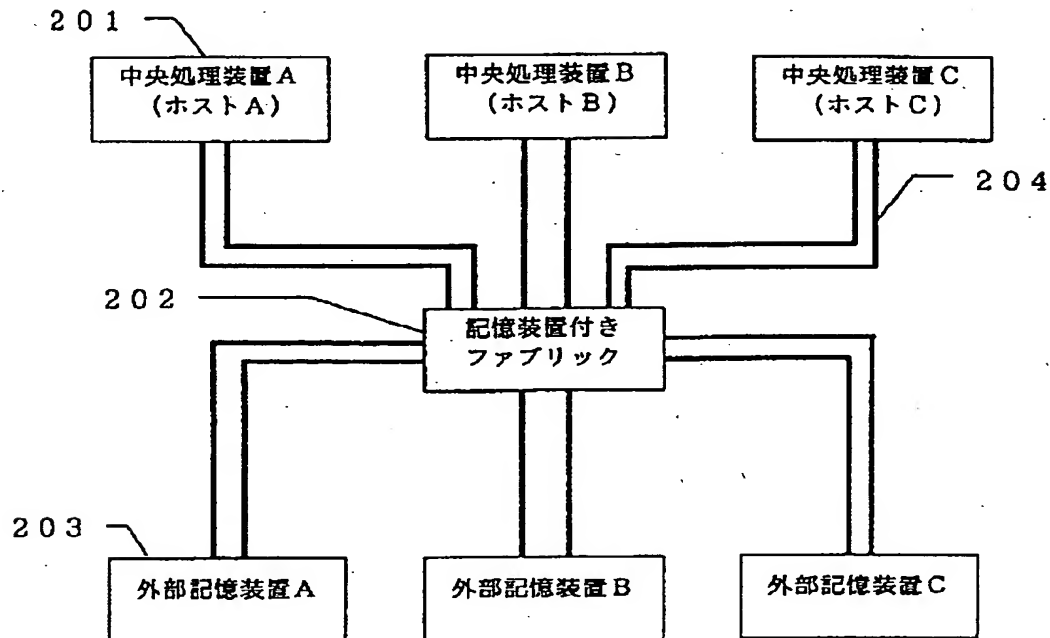 ２０１
中央処理装置Ａ
（ホストＡ）
中央処理装置Ｂ
（ホストＢ）
中央処理装置Ｃ
（ホストＣ）
２０４
２０２
記憶装置付き
ファブリック
２０３
外部記憶装置Ａ
外部記憶装置Ｂ
外部記憶装置Ｃ